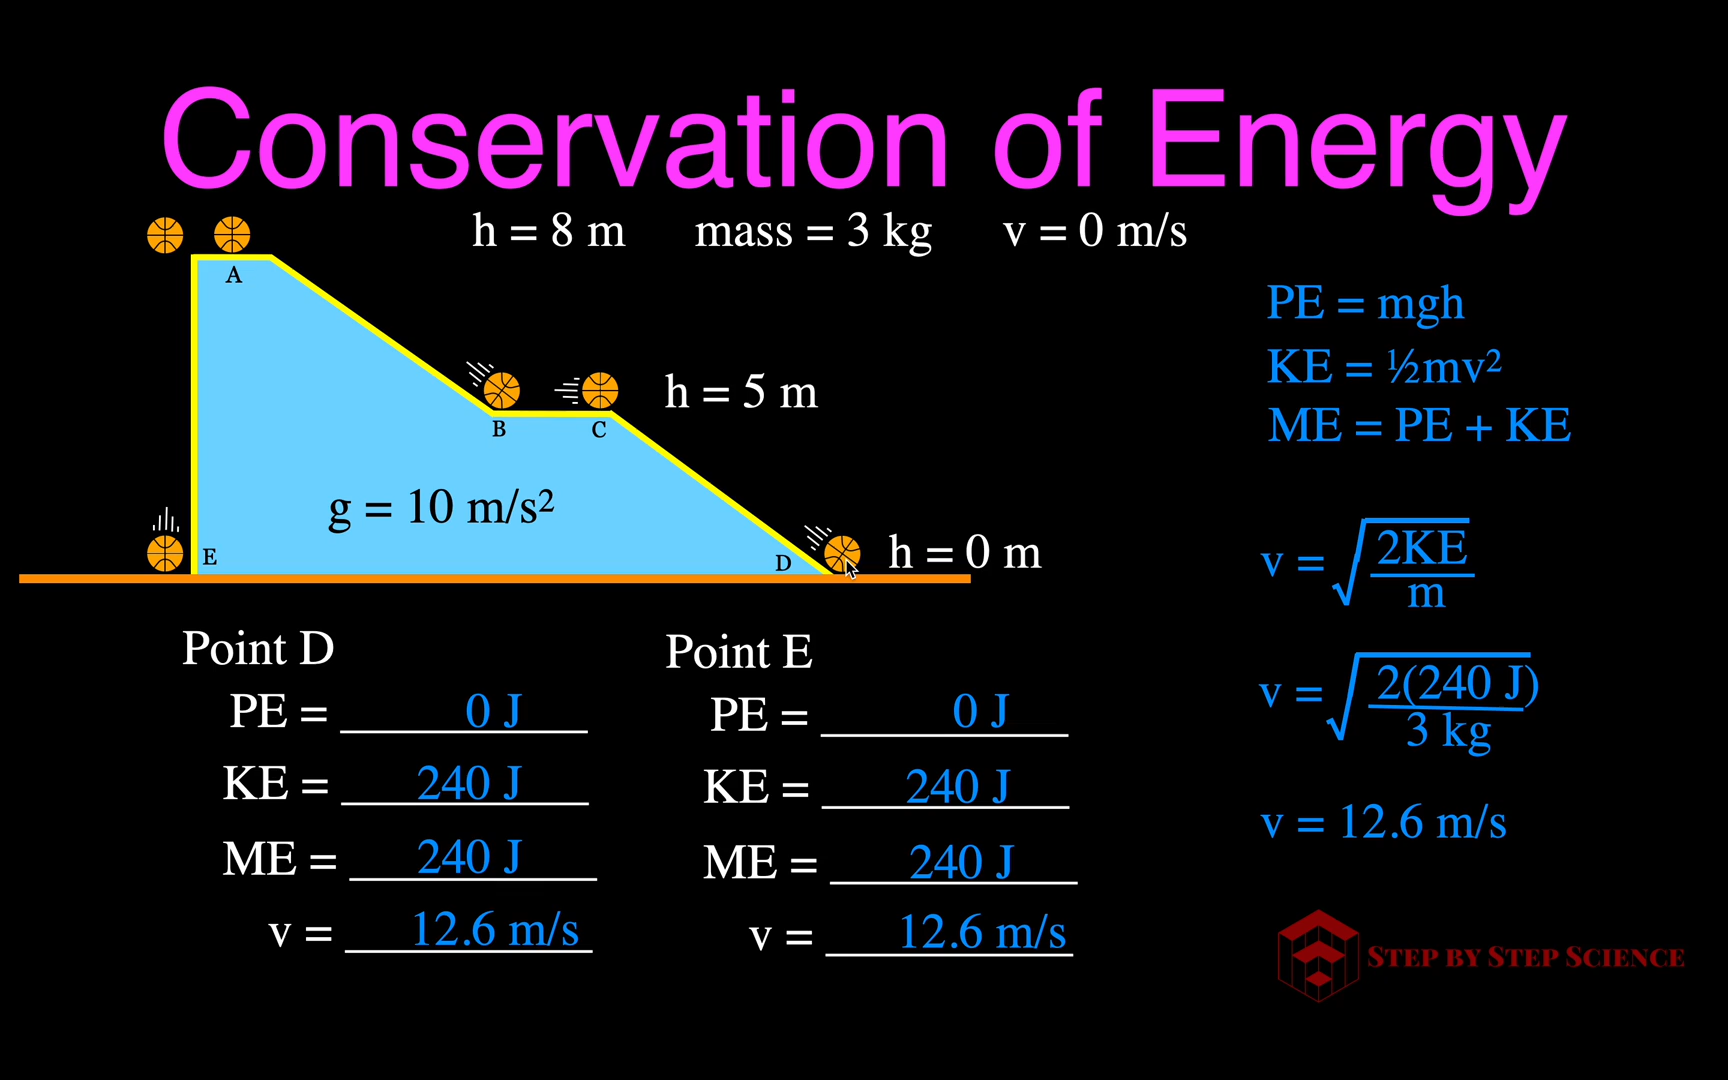 Conservation of Energy
h = 8 m mass = 3 kg v = 0 m/s
A
PE = mgh
KE = ½mv²
h = 5 m
B C
ME = PE + KE
g = 10 m/s²
E D h = 0 m
v = √2KE/m
Point D
PE = 0 J
KE = 240 J
ME = 240 J
v = 12.6 m/s
Point E
PE = 0 J
KE = 240 J
ME = 240 J
v = 12.6 m/s
v = √2(240 J)/3 kg
v = 12.6 m/s
STEP BY STEP SCIENCE